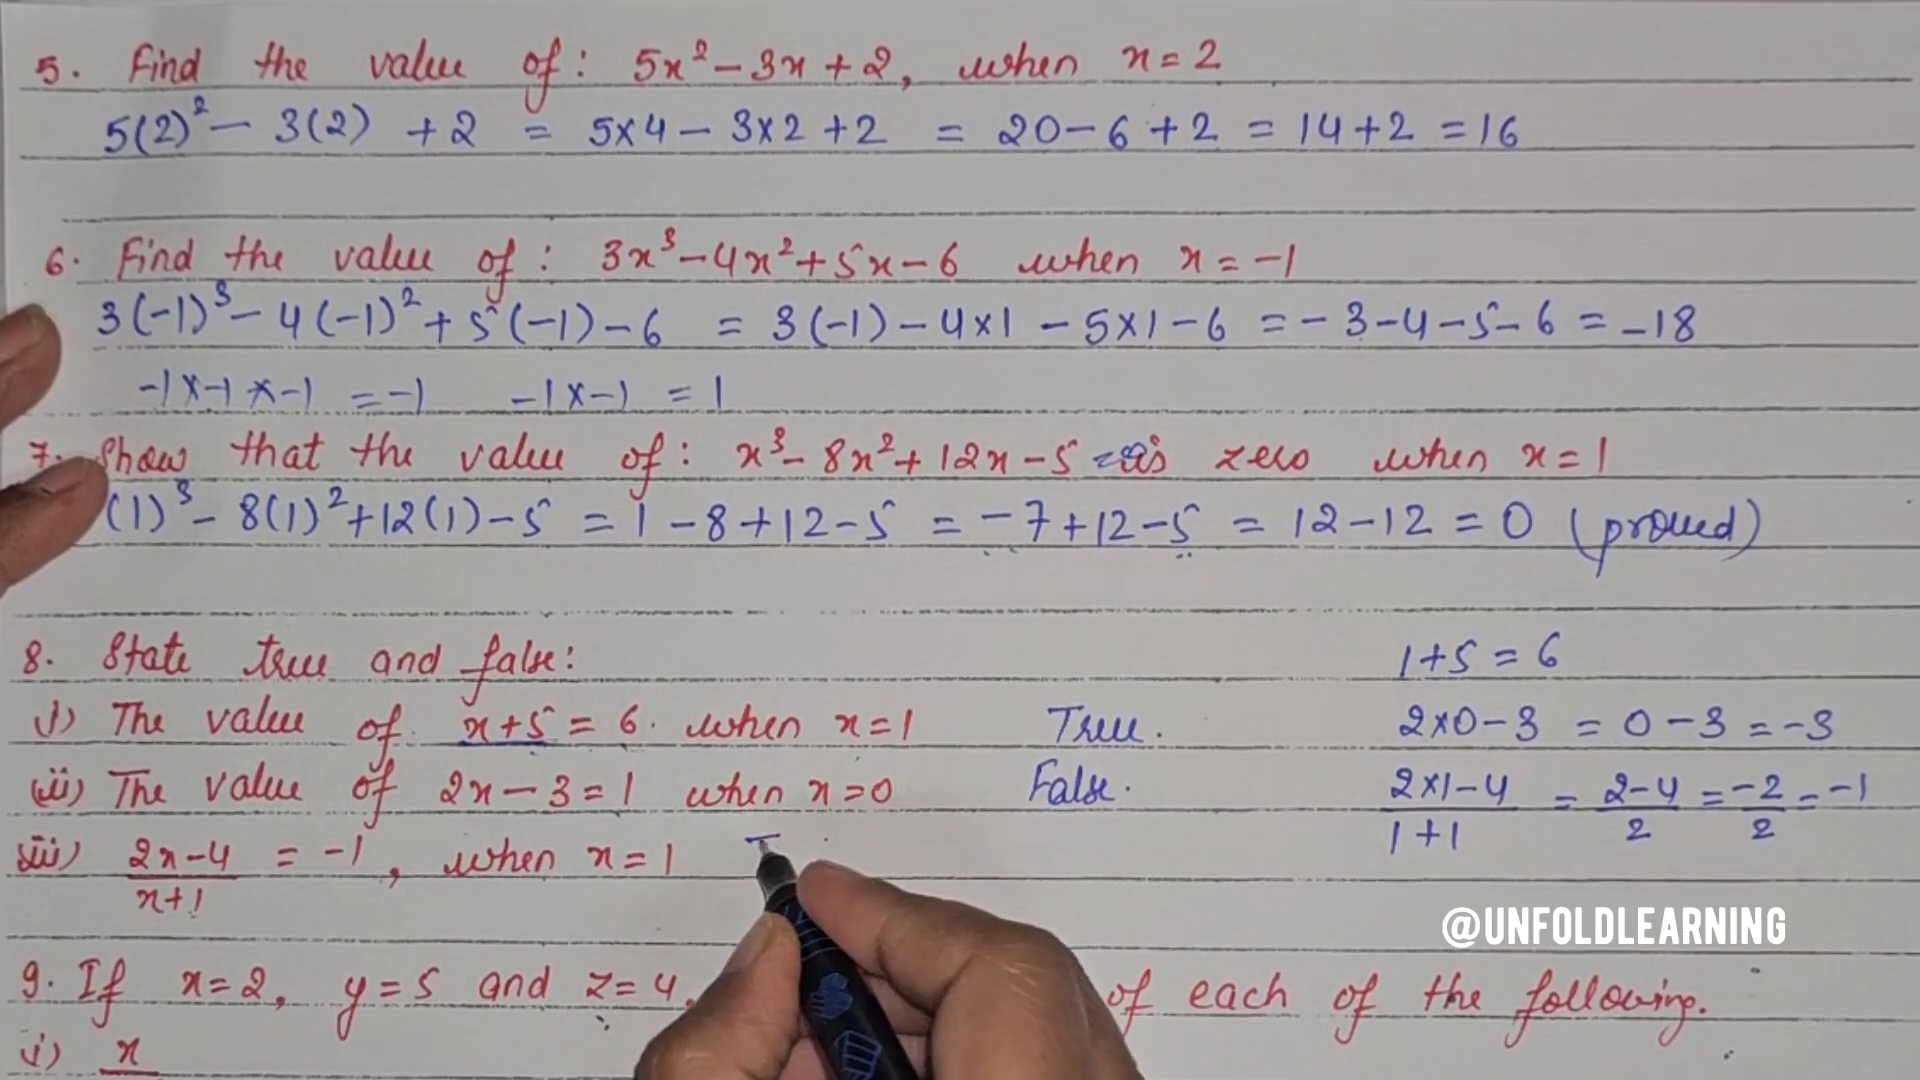 5. Find the value of: 5x² - 3x + 2, when x = 2
5(2)² - 3(2) + 2 = 5×4 - 3×2 + 2 = 20 - 6 + 2 = 14 + 2 = 16
6. Find the value of: 3x³ - 4x² + 5x - 6 when x = -1
3(-1)³ - 4(-1)² + 5(-1) - 6 = 3(-1) - 4×1 - 5×1 - 6 = -3 - 4 - 5 - 6 = -18
-1×-1×-1 = -1 -1×-1 = 1
7. Show that the value of: x³ - 8x² + 12x - 5 is zero when x = 1
(1)³ - 8(1)² + 12(1) - 5 = 1 - 8 + 12 - 5 = -7 + 12 - 5 = 12 - 12 = 0 (proved)
8. State true and false: 1+5 = 6
i) The value of x+5 = 6. when x = 1 True. 2×0-3 = 0-3 = -3
ii) The value of 2x - 3 = 1 when x = 0 False. (2×1-4)/(1+1) = (2-4)/2 = -2/2 = -1
iii) (2x-4)/(x+1) = -1, when x = 1 T
@UNFOLDLEARNING
9. If x = 2, y = 5 and z = 4, of each of the following.
i) x